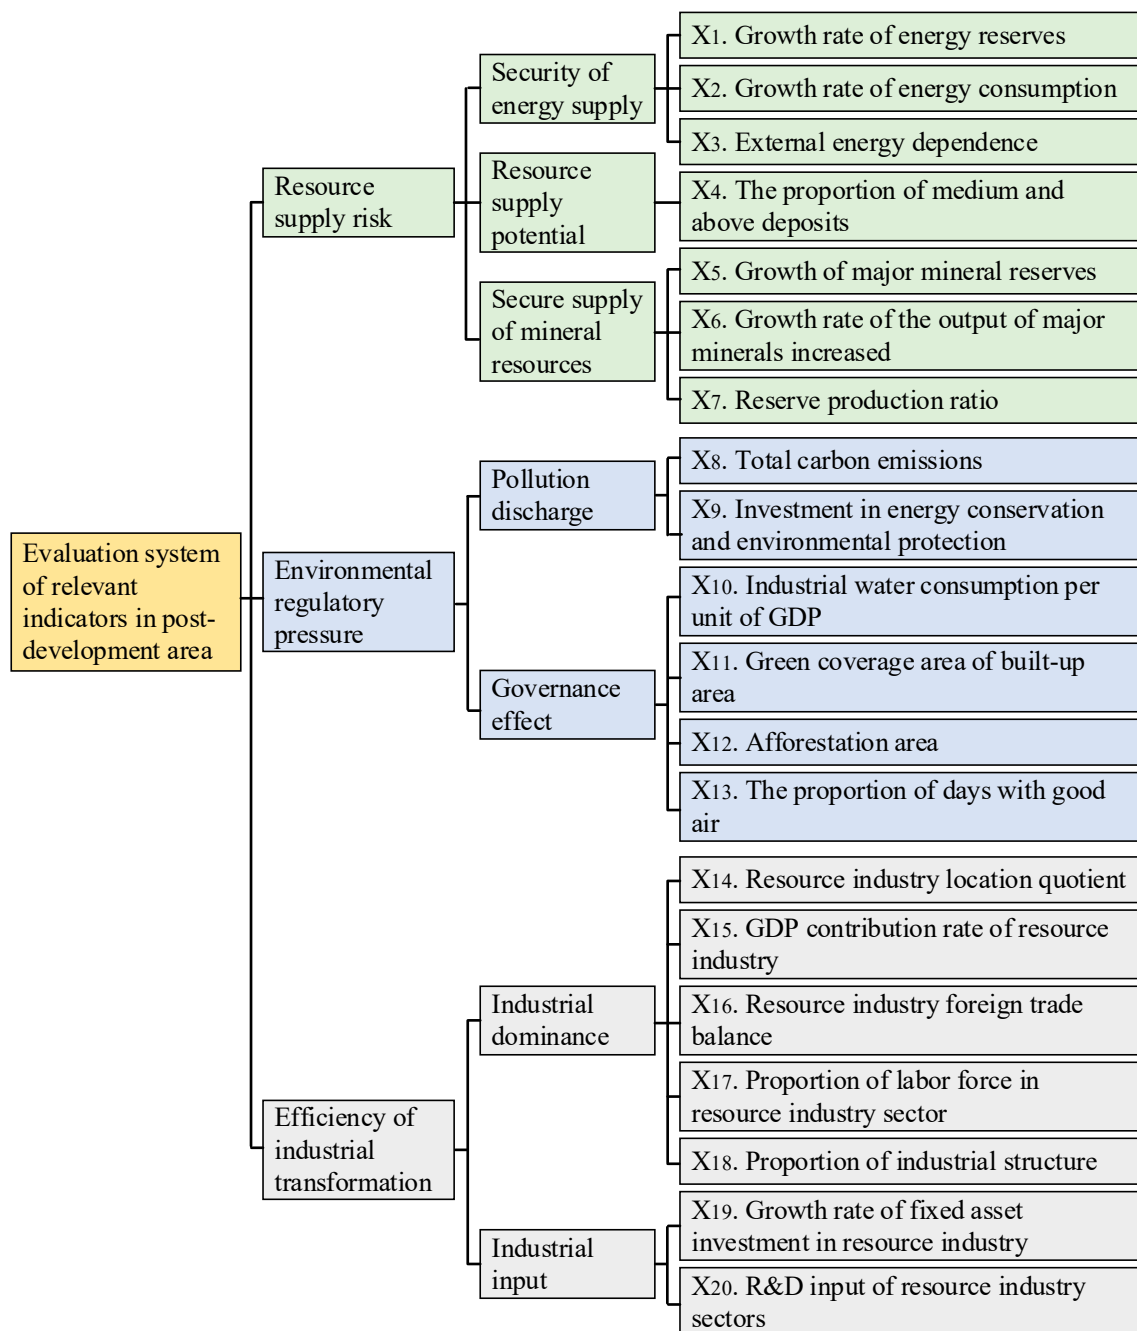 Evaluation system
of relevant
indicators in post-
development area
Resource
supply risk
Security of
energy supply
X1. Growth rate of energy reserves
X2. Growth rate of energy consumption
X3. External energy dependence
Resource
supply
potential
X4. The proportion of medium and
above deposits
Secure supply
of mineral
resources
X5. Growth of major mineral reserves
X6. Growth rate of the output of major
minerals increased
X7. Reserve production ratio
Environmental
regulatory
pressure
Pollution
discharge
X8. Total carbon emissions
X9. Investment in energy conservation
and environmental protection
Governance
effect
X10. Industrial water consumption per
unit of GDP
X11. Green coverage area of built-up
area
X12. Afforestation area
X13. The proportion of days with good
air
Efficiency of
industrial
transformation
Industrial
dominance
X14. Resource industry location quotient
X15. GDP contribution rate of resource
industry
X16. Resource industry foreign trade
balance
X17. Proportion of labor force in
resource industry sector
X18. Proportion of industrial structure
Industrial
input
X19. Growth rate of fixed asset
investment in resource industry
X20. R&D input of resource industry
sectors